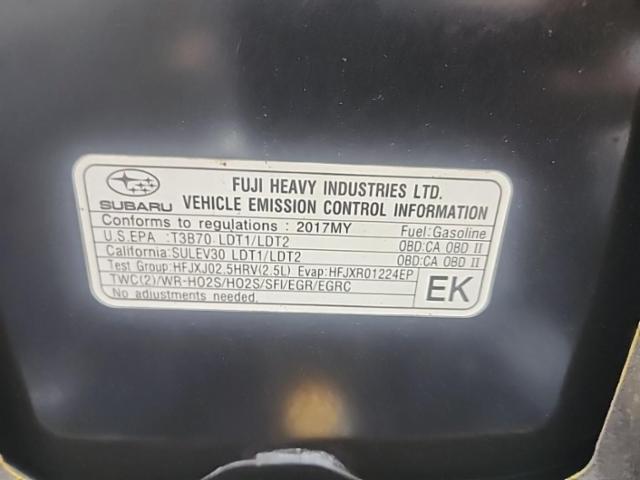 FUJI HEAVY INDUSTRIES LTD.
SUBARU VEHICLE EMISSION CONTROL INFORMATION
Conforms to regulations : 2017MY Fuel:Gasoline
U.S.EPA :T3B70 LDT1/LDT2 OBD:CA OBD II
California:SULEV30 LDT1/LDT2 OBD:CA OBD II
Test Group:HFJXJ02.5HRV(2.5L) Evap:HFJXR01224EP
TWC(2)/WR-HO2S/HO2S/SFI/EGR/EGRC
No adjustments needed.
EK